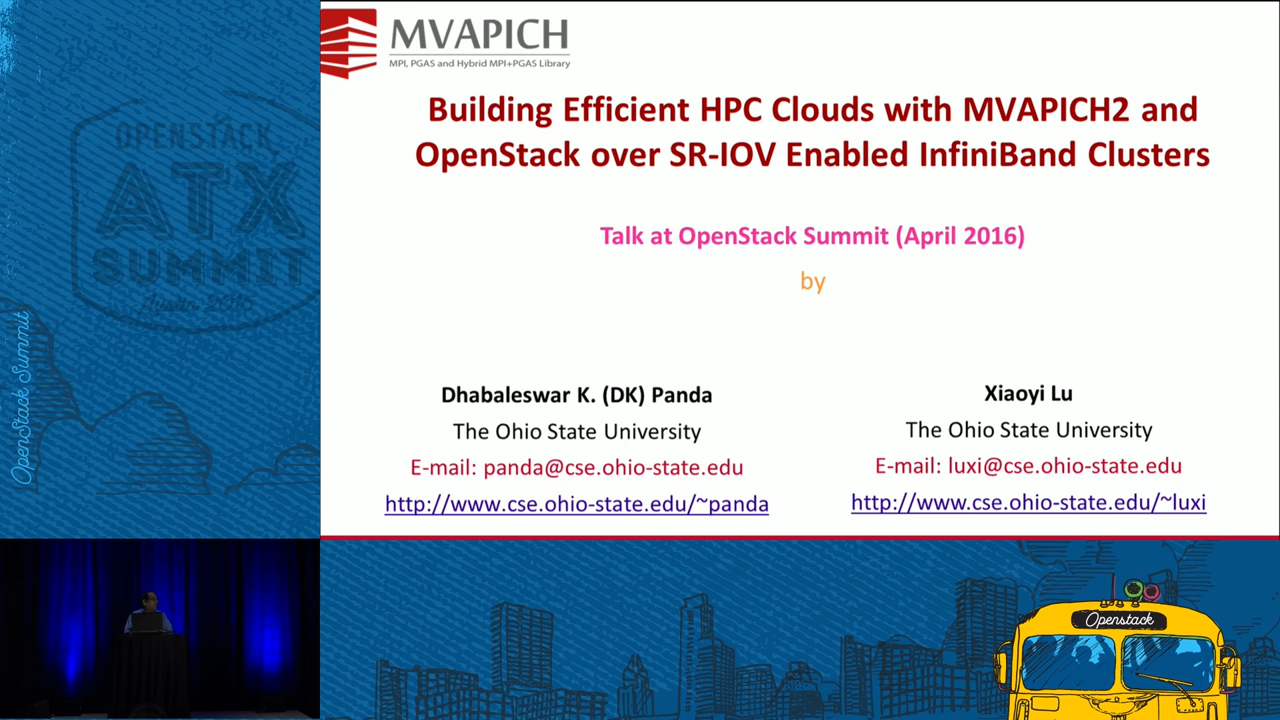 MVAPICH
MPI, PGAS and Hybrid MPI+PGAS Library
Building Efficient HPC Clouds with MVAPICH2 and
OpenStack over SR-IOV Enabled InfiniBand Clusters
Talk at OpenStack Summit (April 2016)
by
Dhabaleswar K. (DK) Panda
The Ohio State University
E-mail: panda@cse.ohio-state.edu
http://www.cse.ohio-state.edu/~panda
Xiaoyi Lu
The Ohio State University
E-mail: luxi@cse.ohio-state.edu
http://www.cse.ohio-state.edu/~luxi
OPENSTACK
ATX
SUMMIT
Austin 2016
OpenStack Summit
Openstack